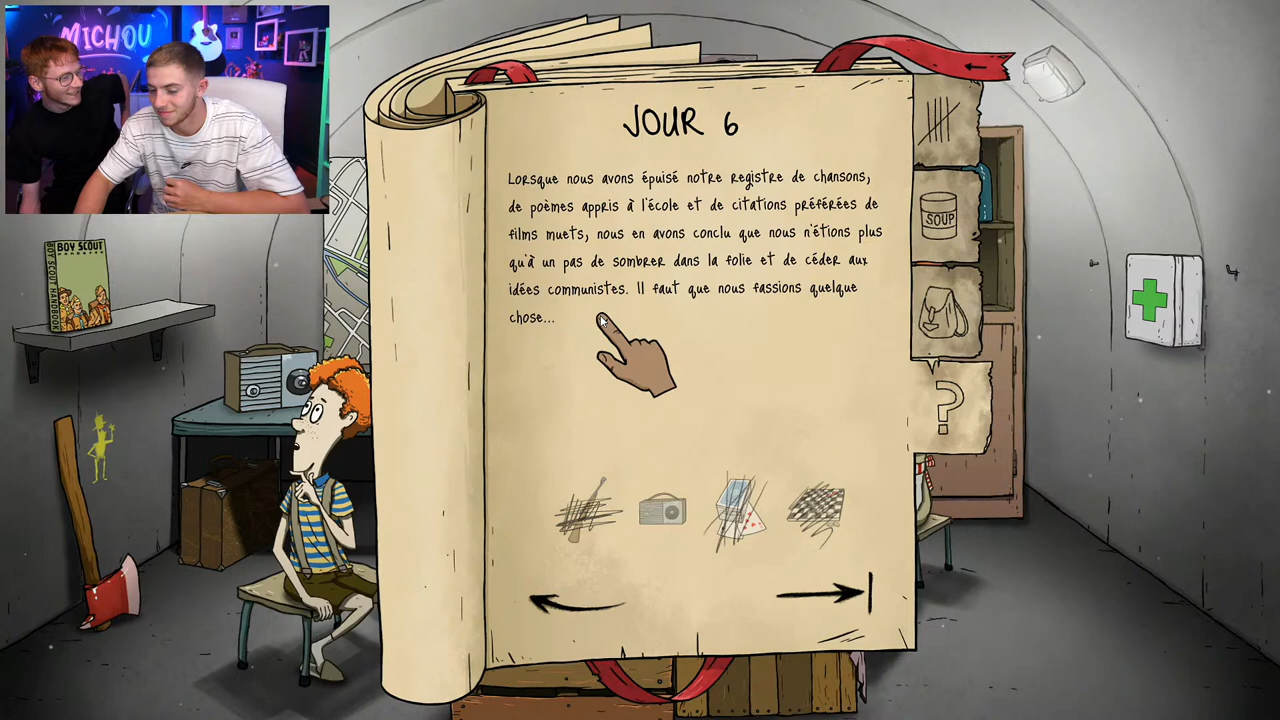 MICHOU
JOUR 6
Lorsque nous avons épuisé notre registre de chansons,
de poèmes appris à l'école et de citations préférées de
films muets, nous en avons conclu que nous n'étions plus
qu'à un pas de sombrer dans la folie et de céder aux
idées communistes. Il faut que nous fassions quelque
chose...
SOUP
?
BOY SCOUT
HANDBOOK
BOY SCOUT HANDBOOK